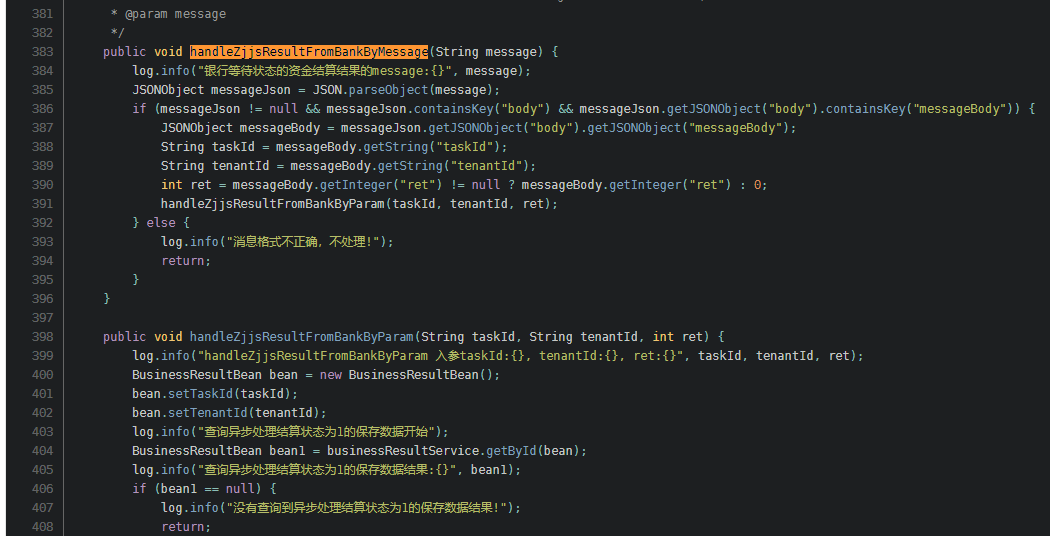 381 * @param message
382 */
383 public void handleZjjsResultFromBankByMessage(String message) {
384 log.info("银行等待状态的资金结算结果的message:{}", message);
385 JSONObject messageJson = JSON.parseObject(message);
386 if (messageJson != null && messageJson.containsKey("body") && messageJson.getJSONObject("body").containsKey("messageBody")) {
387 JSONObject messageBody = messageJson.getJSONObject("body").getJSONObject("messageBody");
388 String taskId = messageBody.getString("taskId");
389 String tenantId = messageBody.getString("tenantId");
390 int ret = messageBody.getInteger("ret") != null ? messageBody.getInteger("ret") : 0;
391 handleZjjsResultFromBankByParam(taskId, tenantId, ret);
392 } else {
393 log.info("消息格式不正确，不处理!");
394 return;
395 }
396 }
397
398 public void handleZjjsResultFromBankByParam(String taskId, String tenantId, int ret) {
399 log.info("handleZjjsResultFromBankByParam 入参taskId:{}, tenantId:{}, ret:{}", taskId, tenantId, ret);
400 BusinessResultBean bean = new BusinessResultBean();
401 bean.setTaskId(taskId);
402 bean.setTenantId(tenantId);
403 log.info("查询异步处理结算状态为1的保存数据开始");
404 BusinessResultBean bean1 = businessResultService.getById(bean);
405 log.info("查询异步处理结算状态为1的保存数据结果:{}", bean1);
406 if (bean1 == null) {
407 log.info("没有查询到异步处理结算状态为1的保存数据结果!");
408 return;